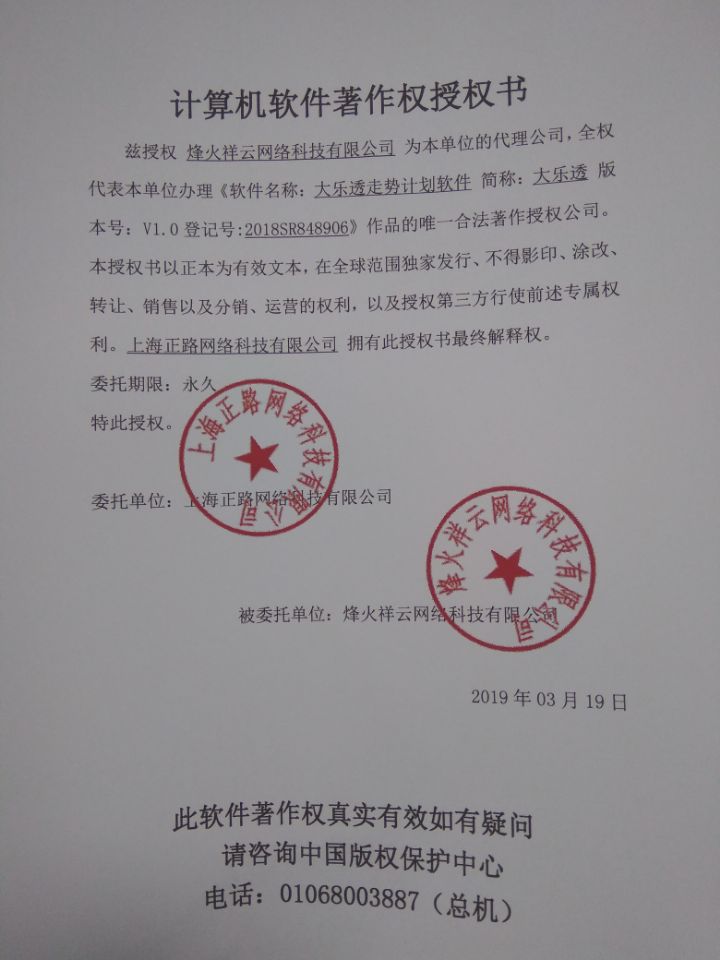 计算机软件著作权授权书
兹授权 烽火祥云网络科技有限公司 为本单位的代理公司,全权
代表本单位办理《软件名称:大乐透走势计划软件 简称:大乐透 版
本号:V1.0 登记号:2018SR848906》作品的唯一合法著作授权公司。
本授权书以正本为有效文本,在全球范围独家发行、不得影印、涂改、
转让、销售以及分销、运营的权利,以及授权第三方行使前述专属权
利。上海正路网络科技有限公司 拥有此授权书最终解释权。
委托期限:永久
特此授权。
上海正路网络科技有限公司
委托单位:上海正路网络科技有限公司
烽火祥云网络科技有限公司
被委托单位:烽火祥云网络科技有限公司
2019 年 03 月 19 日
此软件著作权真实有效如有疑问
请咨询中国版权保护中心
电话:01068003887(总机)